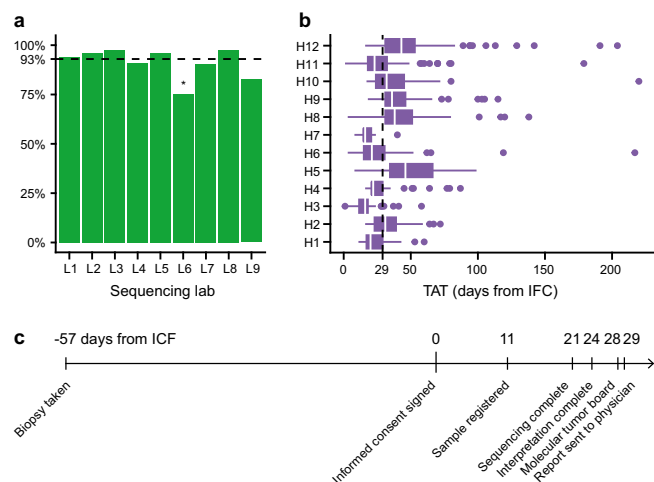 a
100%
93%
75%
50%
25%
0%
*
L1 L2 L3 L4 L5 L6 L7 L8 L9
Sequencing lab
b
H12
H11
H10
H9
H8
H7
H6
H5
H4
H3
H2
H1
0 29 50 100 150 200
TAT (days from IFC)
c
-57 days from ICF 0 11 21 24 28 29
Biopsy taken
Informed consent signed
Sample registered
Sequencing complete
Interpretation complete
Molecular tumor board
Report sent to physician